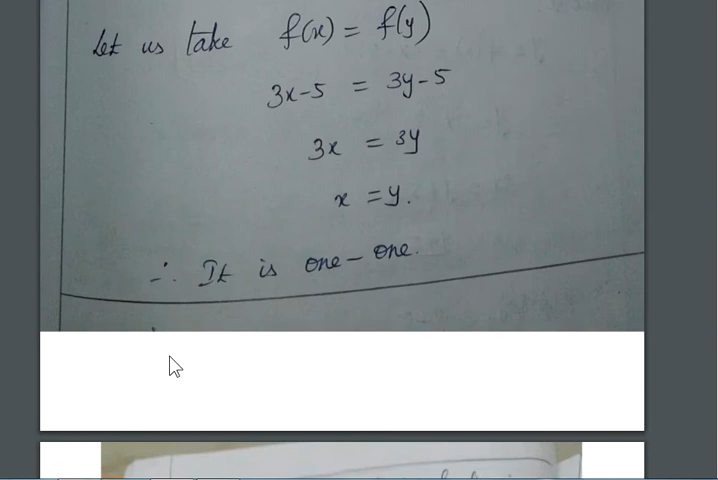 Let us take f(x) = f(y)
3x-5 = 3y-5
3x = 3y
x = y.
∴ It is one-one.